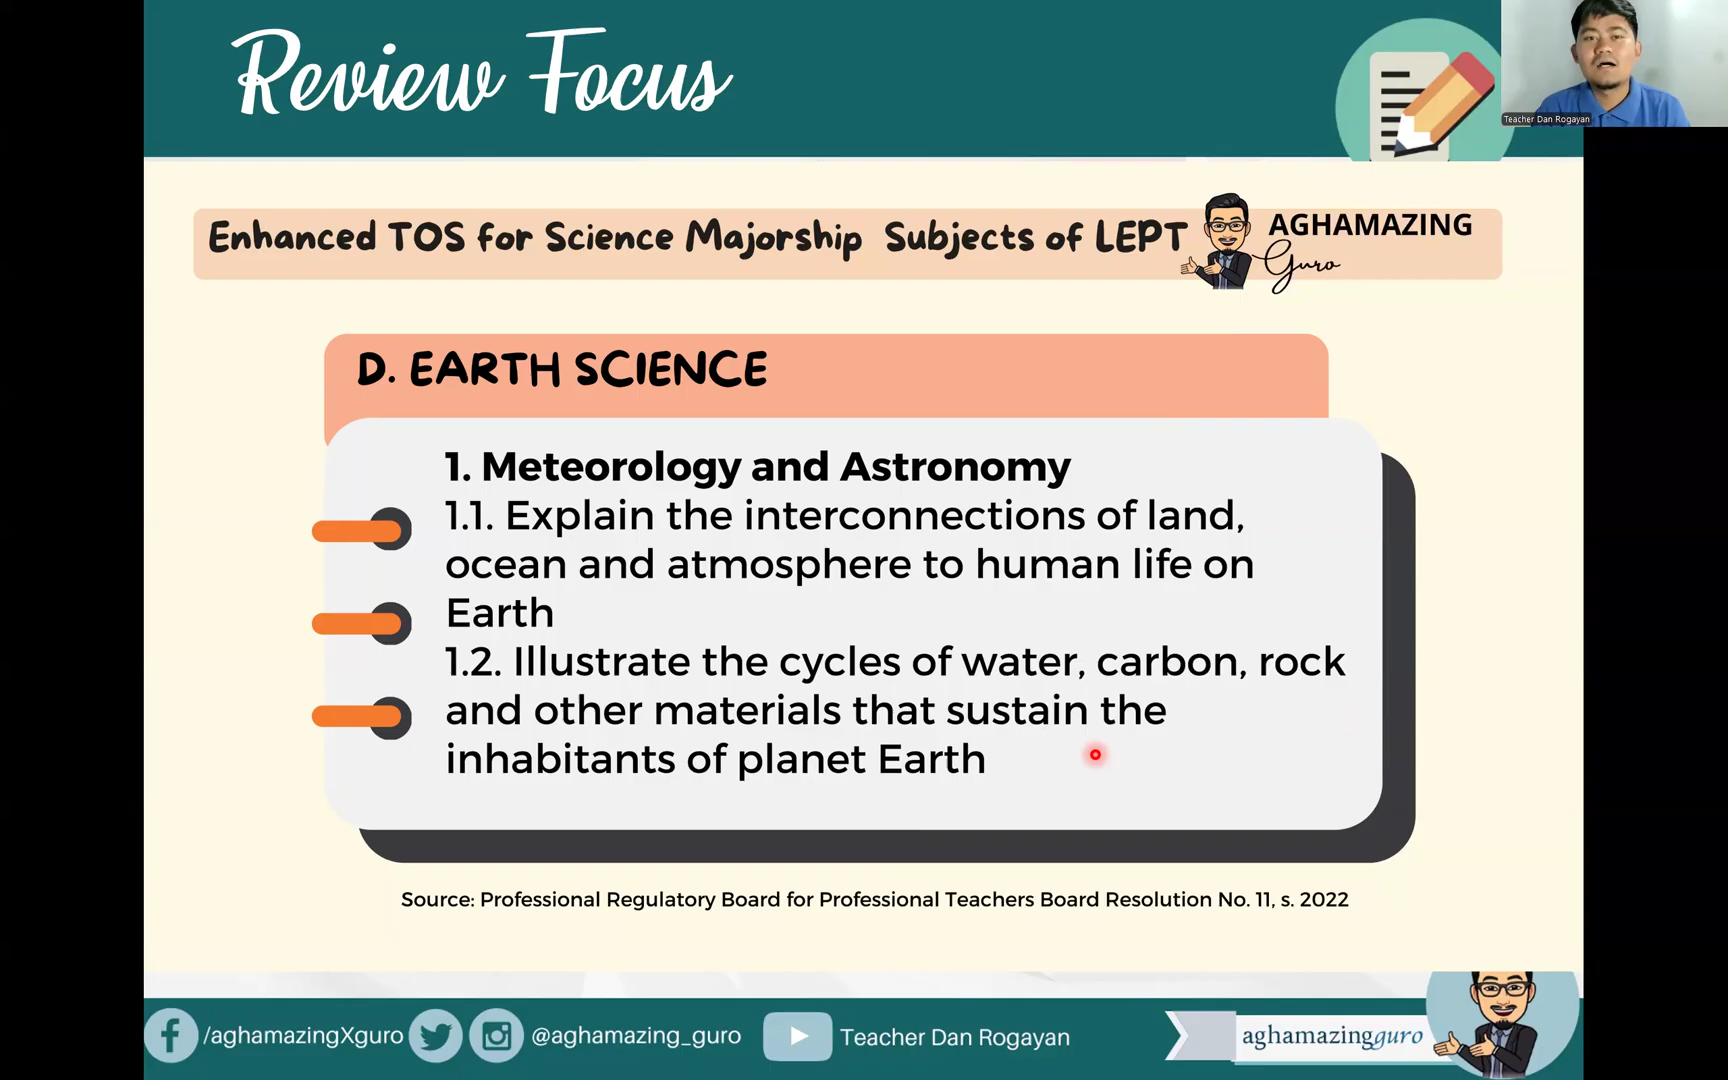 Review Focus
Teacher Dan Rogayan
Enhanced TOS for Science Majorship Subjects of LEPT
AGHAMAZING
Guro
D. EARTH SCIENCE
1. Meteorology and Astronomy
1.1. Explain the interconnections of land,
ocean and atmosphere to human life on
Earth
1.2. Illustrate the cycles of water, carbon, rock
and other materials that sustain the
inhabitants of planet Earth
Source: Professional Regulatory Board for Professional Teachers Board Resolution No. 11, s. 2022
/aghamazingXguro
@aghamazing_guro
Teacher Dan Rogayan
aghamazingguro